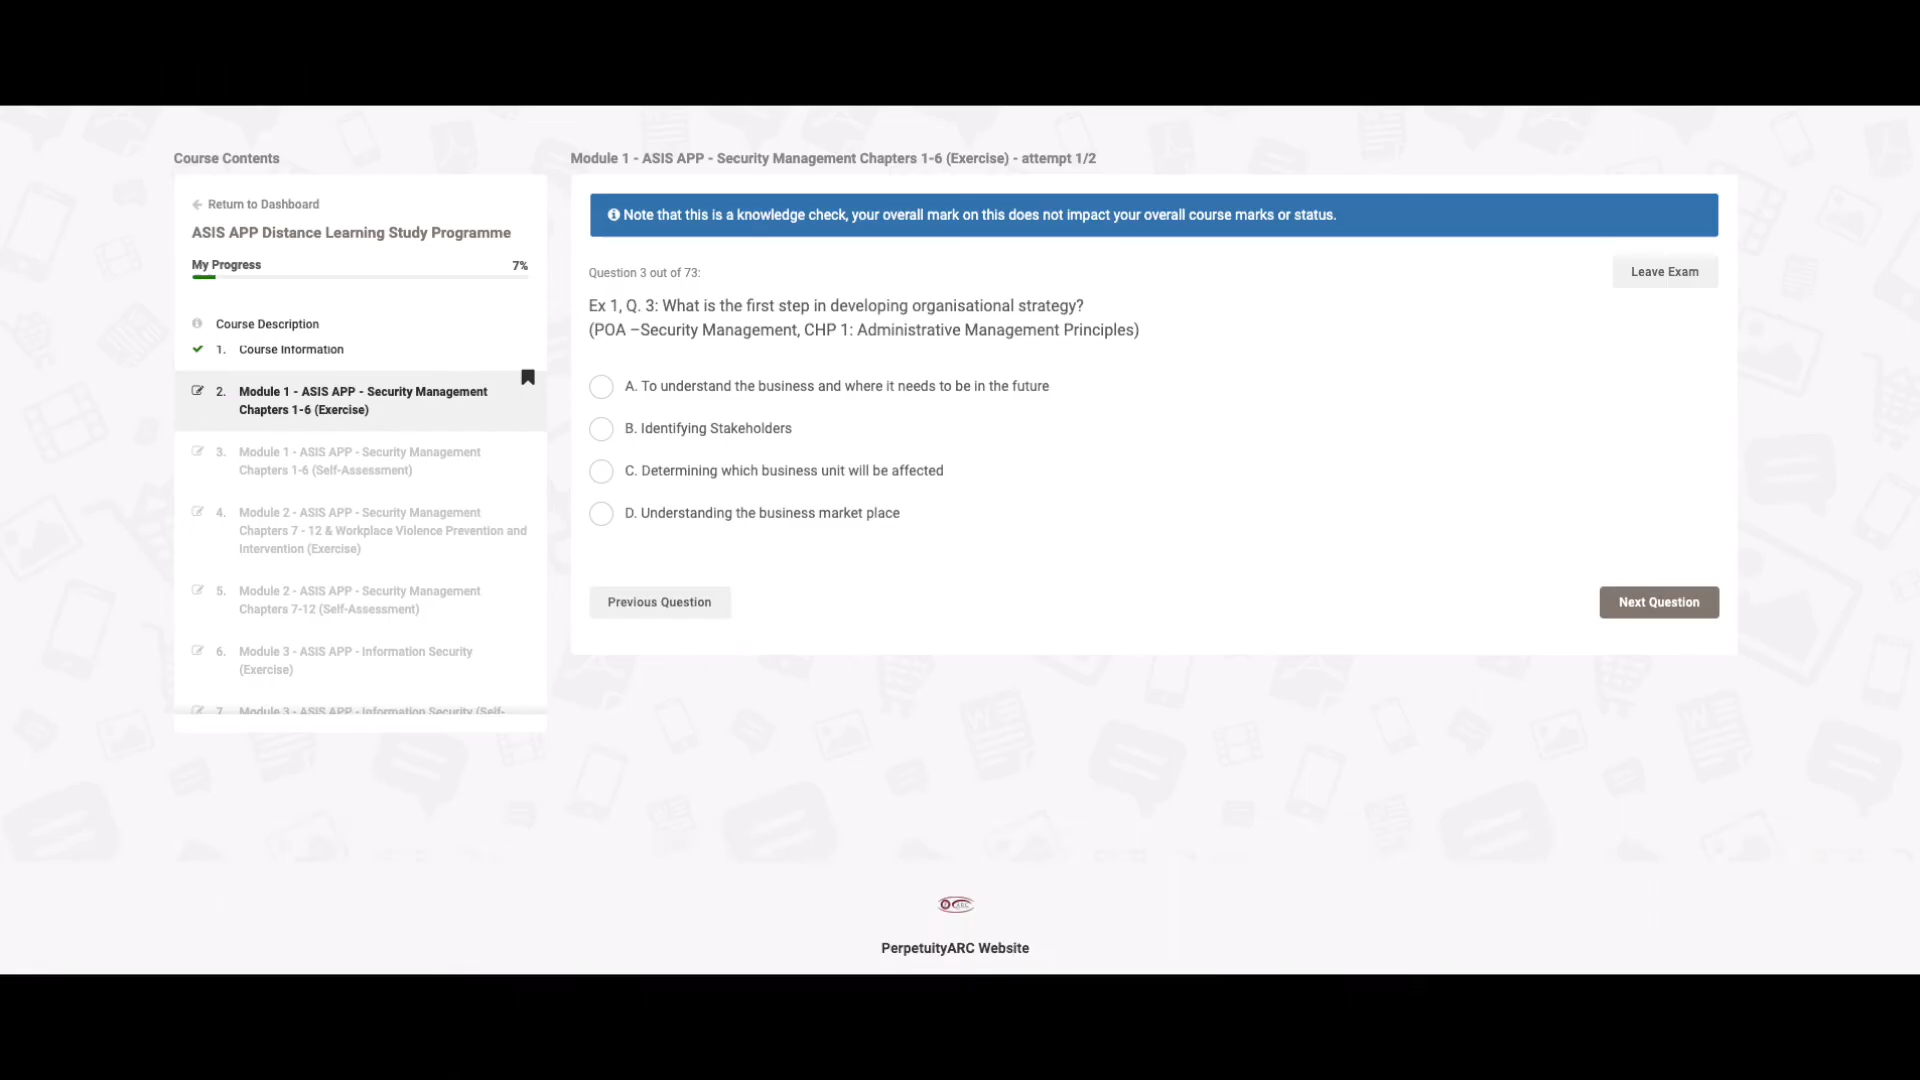 Course Contents
Return to Dashboard
ASIS APP Distance Learning Study Programme
My Progress 7%
Course Description
1. Course Information
2. Module 1 - ASIS APP - Security Management
Chapters 1-6 (Exercise)
3. Module 1 - ASIS APP - Security Management
Chapters 1-6 (Self-Assessment)
4. Module 2 - ASIS APP - Security Management
Chapters 7 - 12 & Workplace Violence Prevention and
Intervention (Exercise)
5. Module 2 - ASIS APP - Security Management
Chapters 7-12 (Self-Assessment)
6. Module 3 - ASIS APP - Information Security
(Exercise)
7. Module 3 - ASIS APP - Information Security (Self-
Module 1 - ASIS APP - Security Management Chapters 1-6 (Exercise) - attempt 1/2
Note that this is a knowledge check, your overall mark on this does not impact your overall course marks or status.
Question 3 out of 73:
Leave Exam
Ex 1, Q. 3: What is the first step in developing organisational strategy?
(POA –Security Management, CHP 1: Administrative Management Principles)
A. To understand the business and where it needs to be in the future
B. Identifying Stakeholders
C. Determining which business unit will be affected
D. Understanding the business market place
Previous Question
Next Question
PerpetuityARC Website